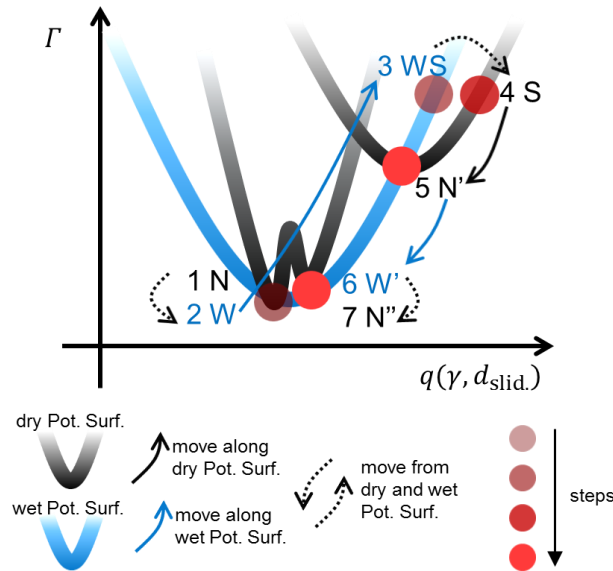 Γ
3 WS
4 S
5 N'
1 N
2 W
6 W'
7 N"
q(γ, d_slid.)
dry Pot. Surf.
move along
dry Pot. Surf.
wet Pot. Surf.
move along
wet Pot. Surf.
move from
dry and wet
Pot. Surf.
steps